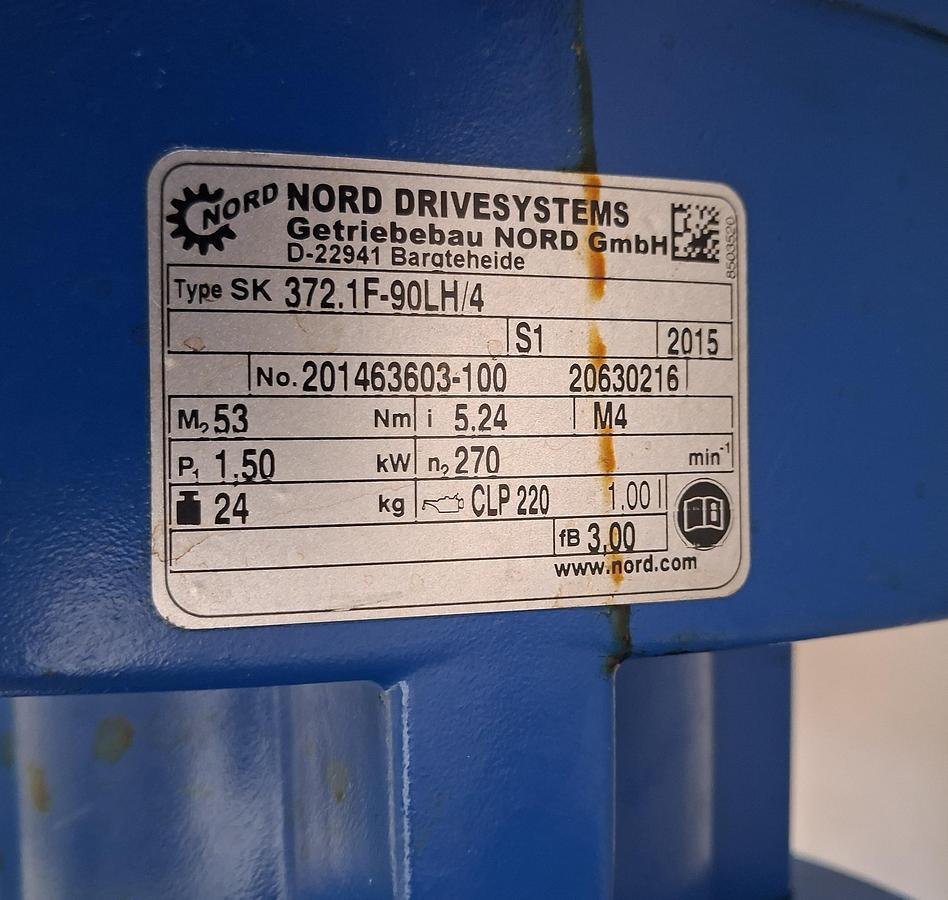 NORD NORD DRIVESYSTEMS
Getriebebau NORD GmbH
D-22941 Bargteheide
8503520
Type SK 372.1F-90LH/4
S1 2015
No. 201463603-100 20630216
M2 53 Nm i 5,24 M4
P1 1,50 kW n2 270 min-1
24 kg CLP 220 1.00 l
fB 3,00
www.nord.com